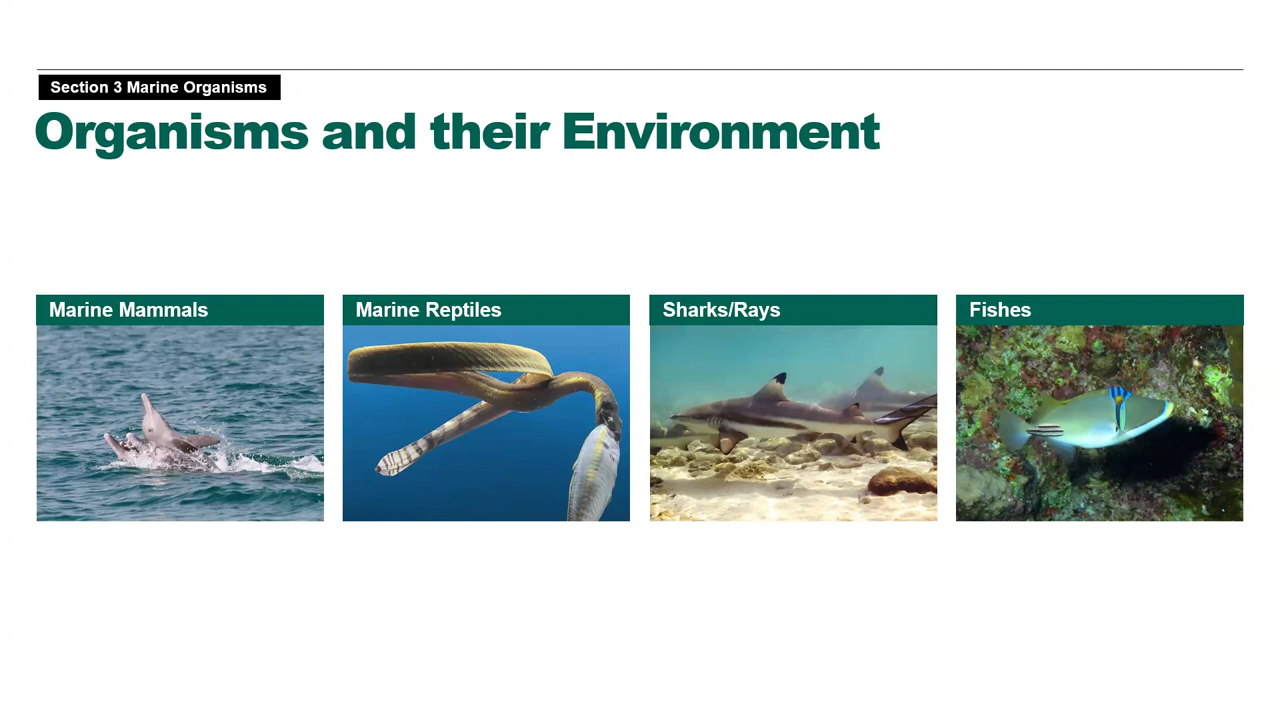 Section 3 Marine Organisms
Organisms and their Environment
Marine Mammals
Marine Reptiles
Sharks/Rays
Fishes